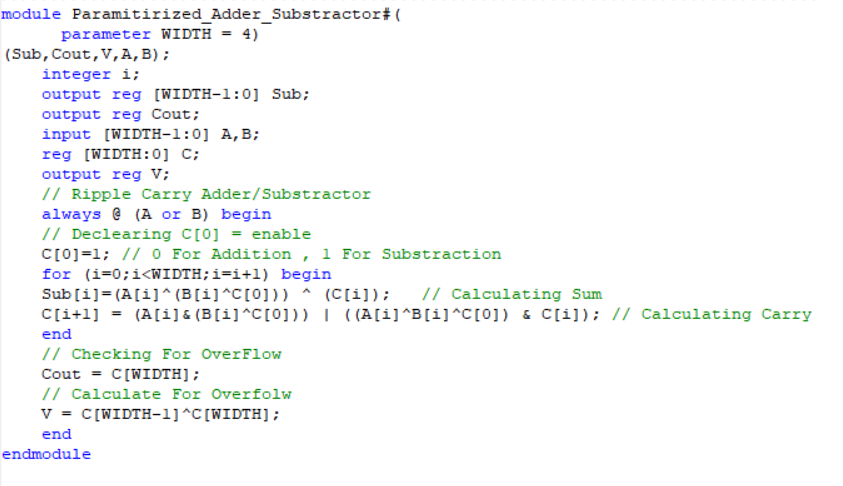 module Paramitirized_Adder_Substractor#(
parameter WIDTH = 4)
(Sub,Cout,V,A,B);
integer i;
output reg [WIDTH-1:0] Sub;
output reg Cout;
input [WIDTH-1:0] A,B;
reg [WIDTH:0] C;
output reg V;
// Ripple Carry Adder/Substractor
always @ (A or B) begin
// Declearing C[0] = enable
C[0]=1; // 0 For Addition , 1 For Substraction
for (i=0;i<WIDTH;i=i+1) begin
Sub[i]=(A[i]^(B[i]^C[0])) ^ (C[i]); // Calculating Sum
C[i+1] = (A[i]&(B[i]^C[0])) | ((A[i]^B[i]^C[0]) & C[i]); // Calculating Carry
end
// Checking For OverFlow
Cout = C[WIDTH];
// Calculate For Overfolw
V = C[WIDTH-1]^C[WIDTH];
end
endmodule